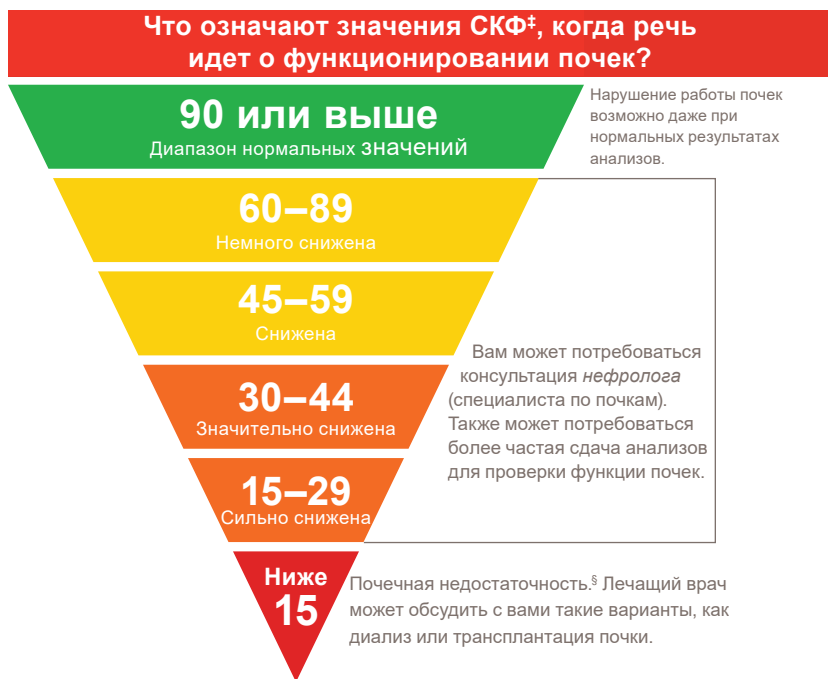 Что означают значения СКФ‡, когда речь
идет о функционировании почек?
90 или выше
Диапазон нормальных значений
Нарушение работы почек
возможно даже при
нормальных результатах
анализов.
60–89
Немного снижена
45–59
Снижена
30–44
Значительно снижена
15–29
Сильно снижена
Вам может потребоваться
консультация нефролога
(специалиста по почкам).
Также может потребоваться
более частая сдача анализов
для проверки функции почек.
Ниже
15
Почечная недостаточность.§ Лечащий врач
может обсудить с вами такие варианты, как
диализ или трансплантация почки.